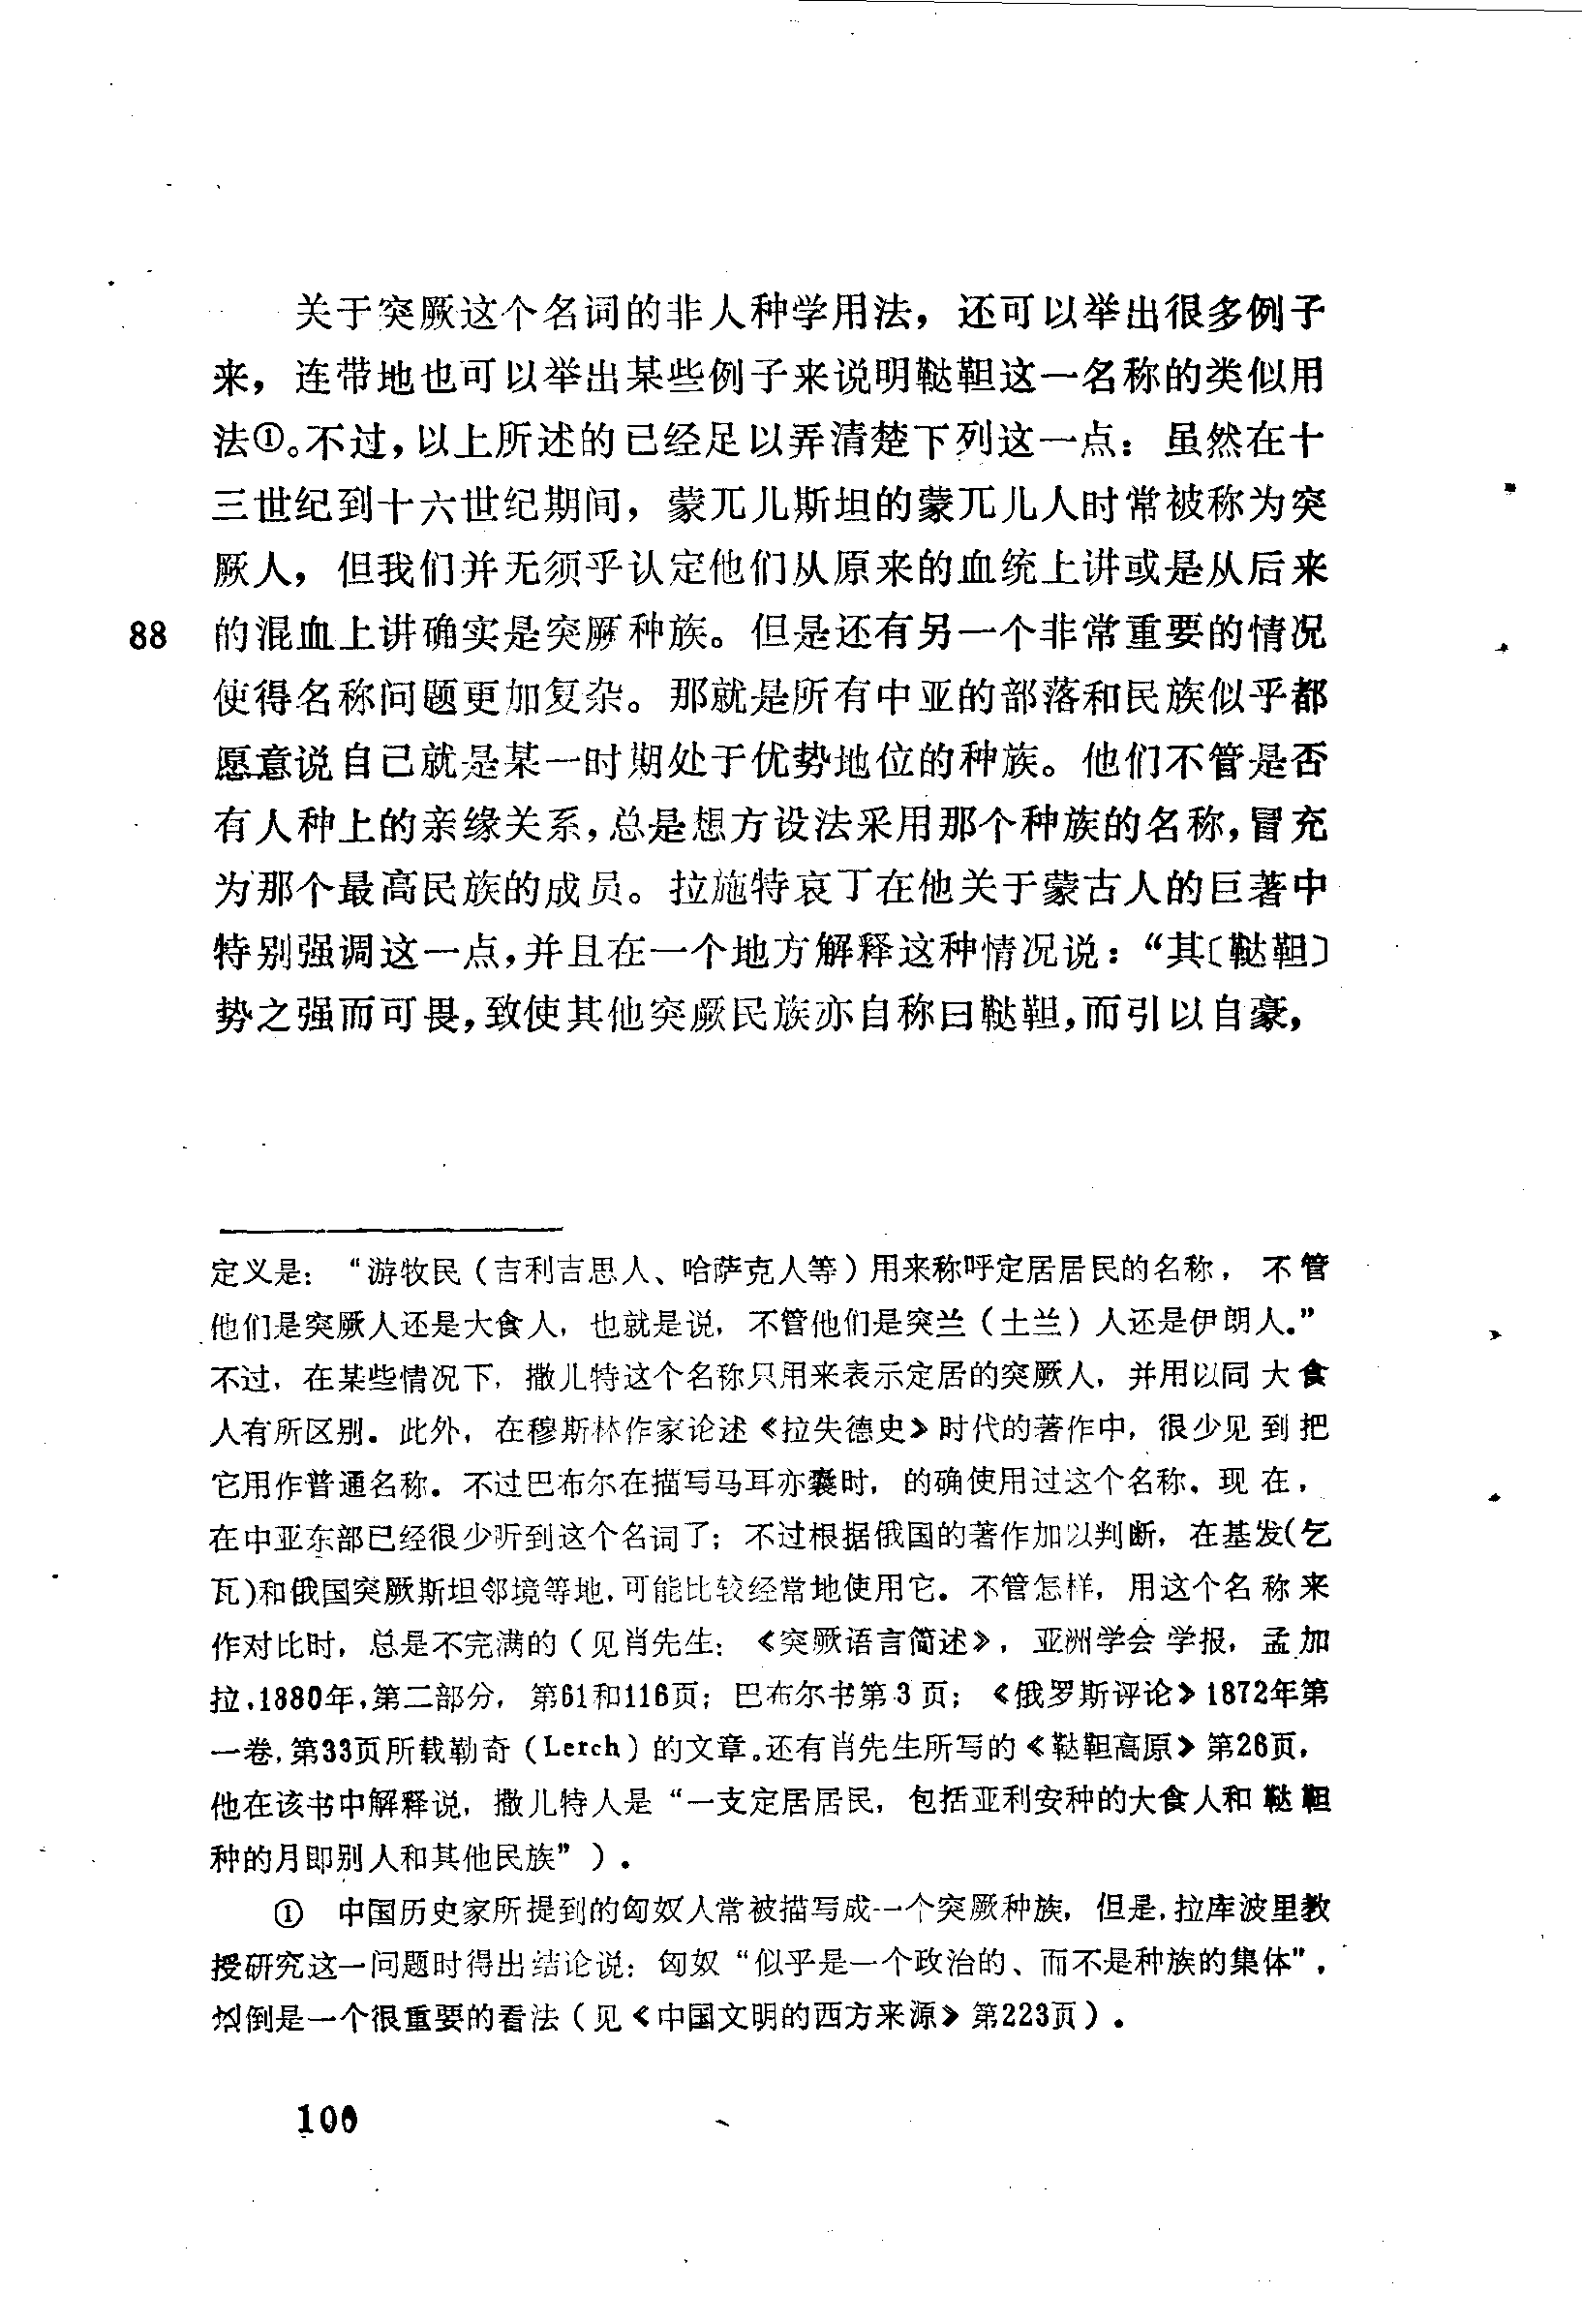 关于突厥这个名词的非人种学用法，还可以举出很多例子
来，连带地也可以举出某些例子来说明鞑靼这一名称的类似用
法①。不过，以上所述的已经足以弄清楚下列这一点：虽然在十
三世纪到十六世纪期间，蒙兀儿斯坦的蒙兀儿人时常被称为突
厥人，但我们并无须乎认定他们从原来的血统上讲或是从后来
88 的混血上讲确实是突厥种族。但是还有另一个非常重要的情况
使得名称问题更加复杂。那就是所有中亚的部落和民族似乎都
愿意说自己就是某一时期处于优势地位的种族。他们不管是否
有人种上的亲缘关系，总是想方设法采用那个种族的名称，冒充
为那个最高民族的成员。拉施特哀丁在他关于蒙古人的巨著中
特别强调这一点，并且在一个地方解释这种情况说：“其〔鞑靼〕
势之强而可畏，致使其他突厥民族亦自称曰鞑靼，而引以自豪，
定义是：“游牧民（吉利吉思人、哈萨克人等）用来称呼定居居民的名称，不管
他们是突厥人还是大食人，也就是说，不管他们是突兰（土兰）人还是伊朗人。”
不过，在某些情况下，撒儿特这个名称只用来表示定居的突厥人，并用以同大食
人有所区别。此外，在穆斯林作家论述《拉失德史》时代的著作中，很少见到把
它用作普通名称。不过巴布尔在描写马耳亦囊时，的确使用过这个名称。现在，
在中亚东部已经很少听到这个名词了；不过根据俄国的著作加以判断，在基发（乞
瓦）和俄国突厥斯坦邻境等地，可能比较经常地使用它。不管怎样，用这个名称来
作对比时，总是不完满的（见肖先生：《突厥语言简述》，亚洲学会学报，孟加
拉，1880年，第二部分，第61和116页；巴布尔书第3页；《俄罗斯评论》1872年第
一卷，第33页所载勒奇（Lerch）的文章。还有肖先生所写的《鞑靼高原》第26页，
他在该书中解释说，撒儿特人是“一支定居居民，包括亚利安种的大食人和鞑靼
种的月即别人和其他民族”）。
① 中国历史家所提到的匈奴人常被描写成一个突厥种族，但是，拉库波里教
授研究这一问题时得出结论说：匈奴“似乎是一个政治的、而不是种族的集体”，
倒是一个很重要的看法（见《中国文明的西方来源》第223页）。
100